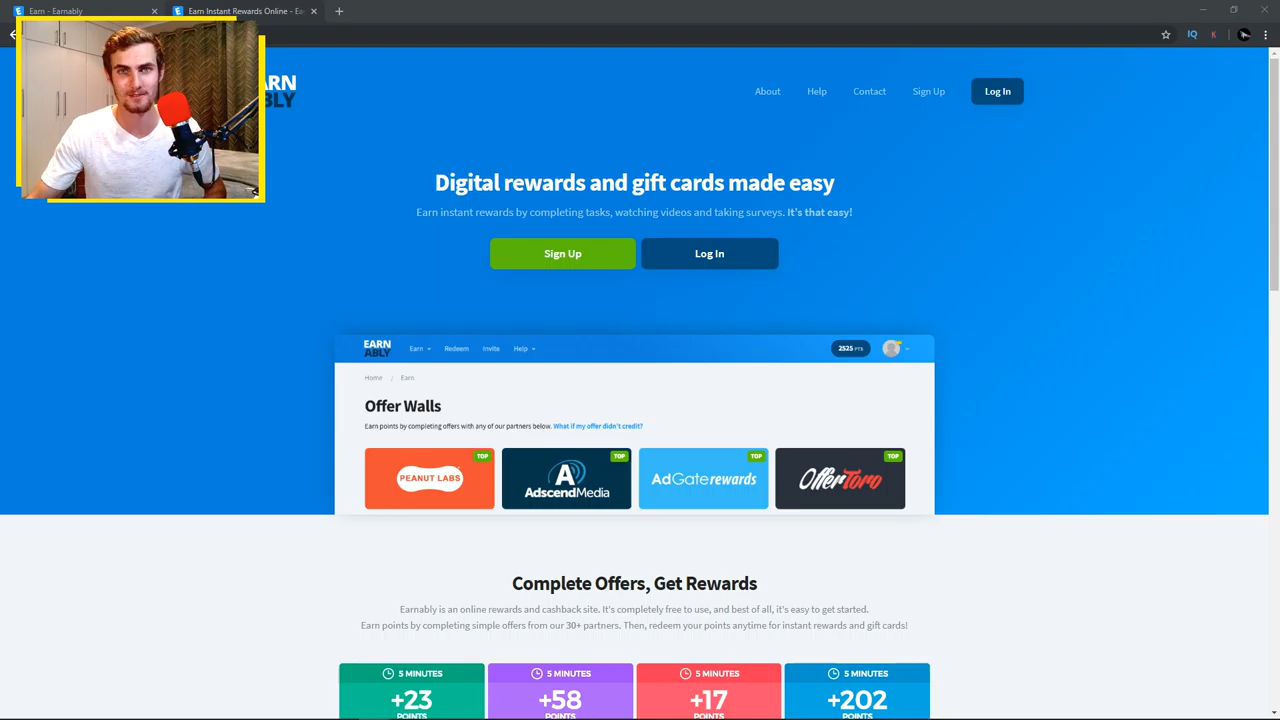 Earn - Earnably
Earn Instant Rewards Online - Ea
IQ
K
ARN
BLY
About
Help
Contact
Sign Up
Log In
Digital rewards and gift cards made easy
Earn instant rewards by completing tasks, watching videos and taking surveys. It's that easy!
Sign Up
Log In
EARN
ABLY
Earn
Redeem
Invite
Help
2525 PTS
Home / Earn
Offer Walls
Earn points by completing offers with any of our partners below. What if my offer didn't credit?
TOP
TOP
TOP
TOP
PEANUT LABS
AdscendMedia
AdGate rewards
OfferToro
Complete Offers, Get Rewards
Earnably is an online rewards and cashback site. It's completely free to use, and best of all, it's easy to get started.
Earn points by completing simple offers from our 30+ partners. Then, redeem your points anytime for instant rewards and gift cards!
5 MINUTES
5 MINUTES
5 MINUTES
5 MINUTES
+23
+58
+17
+202
POINTS
POINTS
POINTS
POINTS